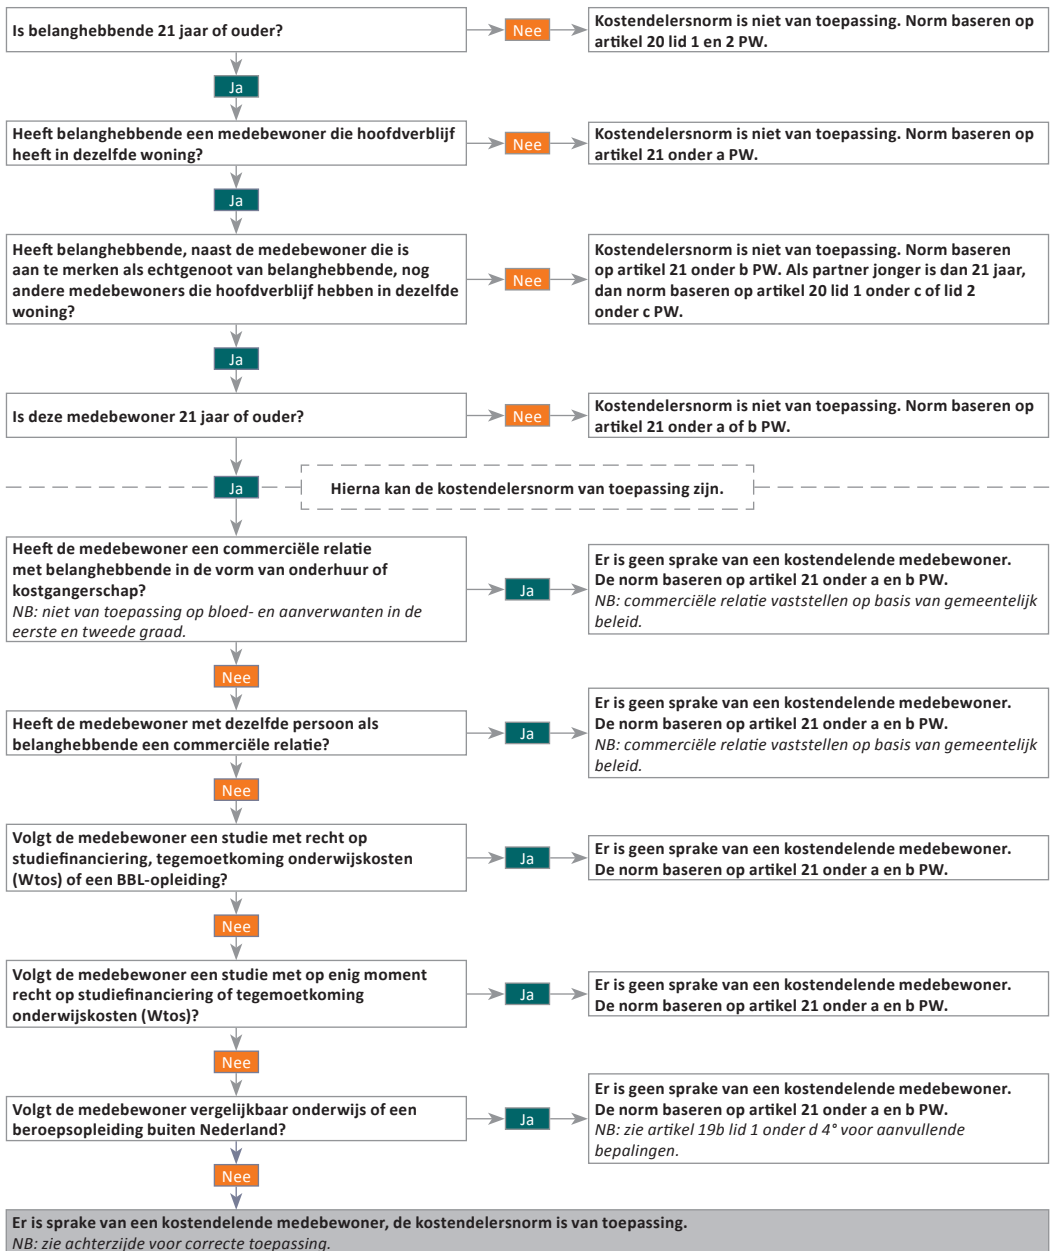 Is belanghebbende 21 jaar of ouder?
Nee
Kostendelersnorm is niet van toepassing. Norm baseren op
artikel 20 lid 1 en 2 PW.
Ja
Heeft belanghebbende een medebewoner die hoofdverblijf
heeft in dezelfde woning?
Nee
Kostendelersnorm is niet van toepassing. Norm baseren op
artikel 21 onder a PW.
Ja
Heeft belanghebbende, naast de medebewoner die is
aan te merken als echtgenoot van belanghebbende, nog
andere medebewoners die hoofdverblijf hebben in dezelfde
woning?
Nee
Kostendelersnorm is niet van toepassing. Norm baseren
op artikel 21 onder b PW. Als partner jonger is dan 21 jaar,
dan norm baseren op artikel 20 lid 1 onder c of lid 2
onder c PW.
Ja
Is deze medebewoner 21 jaar of ouder?
Nee
Kostendelersnorm is niet van toepassing. Norm baseren op
artikel 21 onder a of b PW.
Ja
Hierna kan de kostendelersnorm van toepassing zijn.
Heeft de medebewoner een commerciële relatie
met belanghebbende in de vorm van onderhuur of
kostgangerschap?
NB: niet van toepassing op bloed- en aanverwanten in de
eerste en tweede graad.
Ja
Er is geen sprake van een kostendelende medebewoner.
De norm baseren op artikel 21 onder a en b PW.
NB: commerciële relatie vaststellen op basis van gemeentelijk
beleid.
Nee
Heeft de medebewoner met dezelfde persoon als
belanghebbende een commerciële relatie?
Ja
Er is geen sprake van een kostendelende medebewoner.
De norm baseren op artikel 21 onder a en b PW.
NB: commerciële relatie vaststellen op basis van gemeentelijk
beleid.
Nee
Volgt de medebewoner een studie met recht op
studiefinanciering, tegemoetkoming onderwijskosten
(Wtos) of een BBL-opleiding?
Ja
Er is geen sprake van een kostendelende medebewoner.
De norm baseren op artikel 21 onder a en b PW.
Nee
Volgt de medebewoner een studie met op enig moment
recht op studiefinanciering of tegemoetkoming
onderwijskosten (Wtos)?
Ja
Er is geen sprake van een kostendelende medebewoner.
De norm baseren op artikel 21 onder a en b PW.
Nee
Volgt de medebewoner vergelijkbaar onderwijs of een
beroepsopleiding buiten Nederland?
Ja
Er is geen sprake van een kostendelende medebewoner.
De norm baseren op artikel 21 onder a en b PW.
NB: zie artikel 19b lid 1 onder d 4° voor aanvullende
bepalingen.
Nee
Er is sprake van een kostendelende medebewoner, de kostendelersnorm is van toepassing.
NB: zie achterzijde voor correcte toepassing.